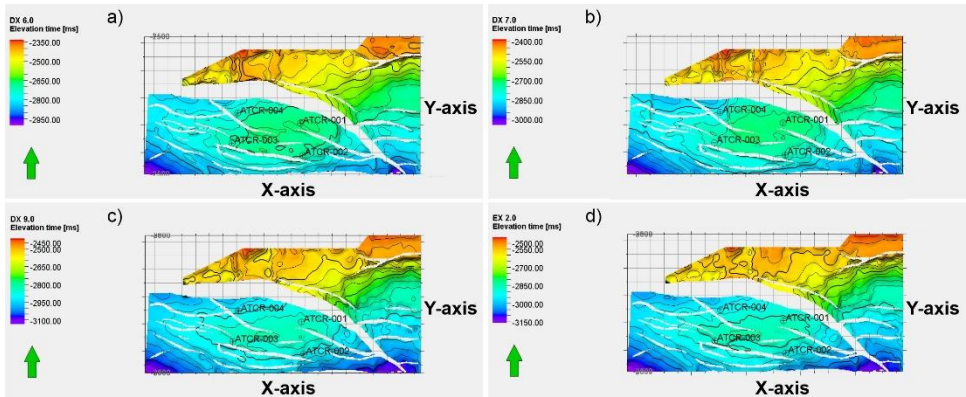 DX 6.0
Elevation time [ms]
a)
-2500
-2350.00
-2500.00
-2650.00
-2800.00
-2950.00
ATCR-004
ATCR-001
ATCR-003
ATCR-002
Y-axis
X-axis
DX 7.0
Elevation time [ms]
b)
-2400.00
-2550.00
-2700.00
-2850.00
-3000.00
ATCR-004
ATCR-001
ATCR-003
ATCR-002
Y-axis
X-axis
DX 9.0
Elevation time [ms]
c)
-2450.00
-2500.00
-2650.00
-2800.00
-2950.00
-3100.00
ATCR-004
ATCR-001
ATCR-003
ATCR-002
Y-axis
X-axis
EX 2.0
Elevation time [ms]
d)
-2500.00
-2550.00
-2700.00
-2850.00
-3000.00
-3150.00
ATCR-004
ATCR-001
ATCR-003
ATCR-002
Y-axis
X-axis